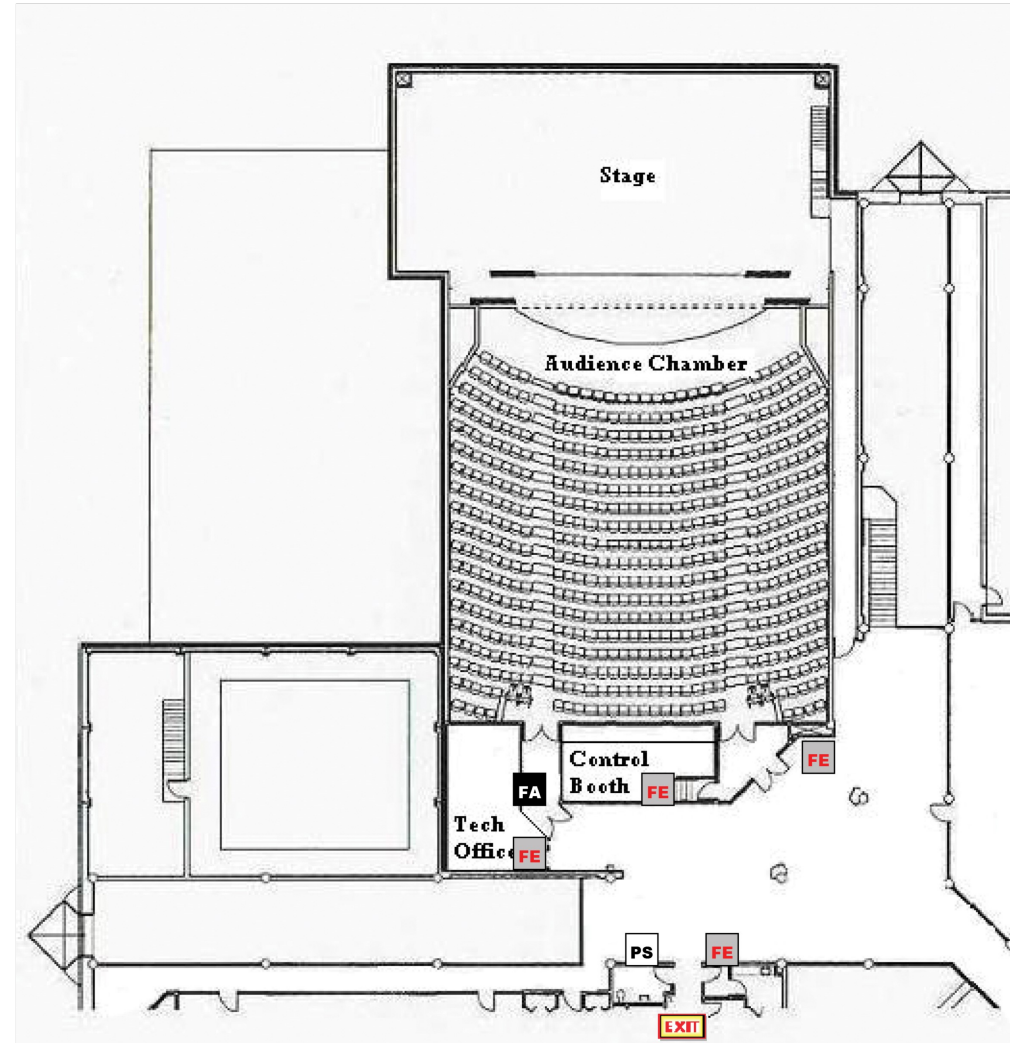 Stage
Audience Chamber
Control
Booth
FE
FA
FE
Tech
Office
FE
PS
FE
EXIT